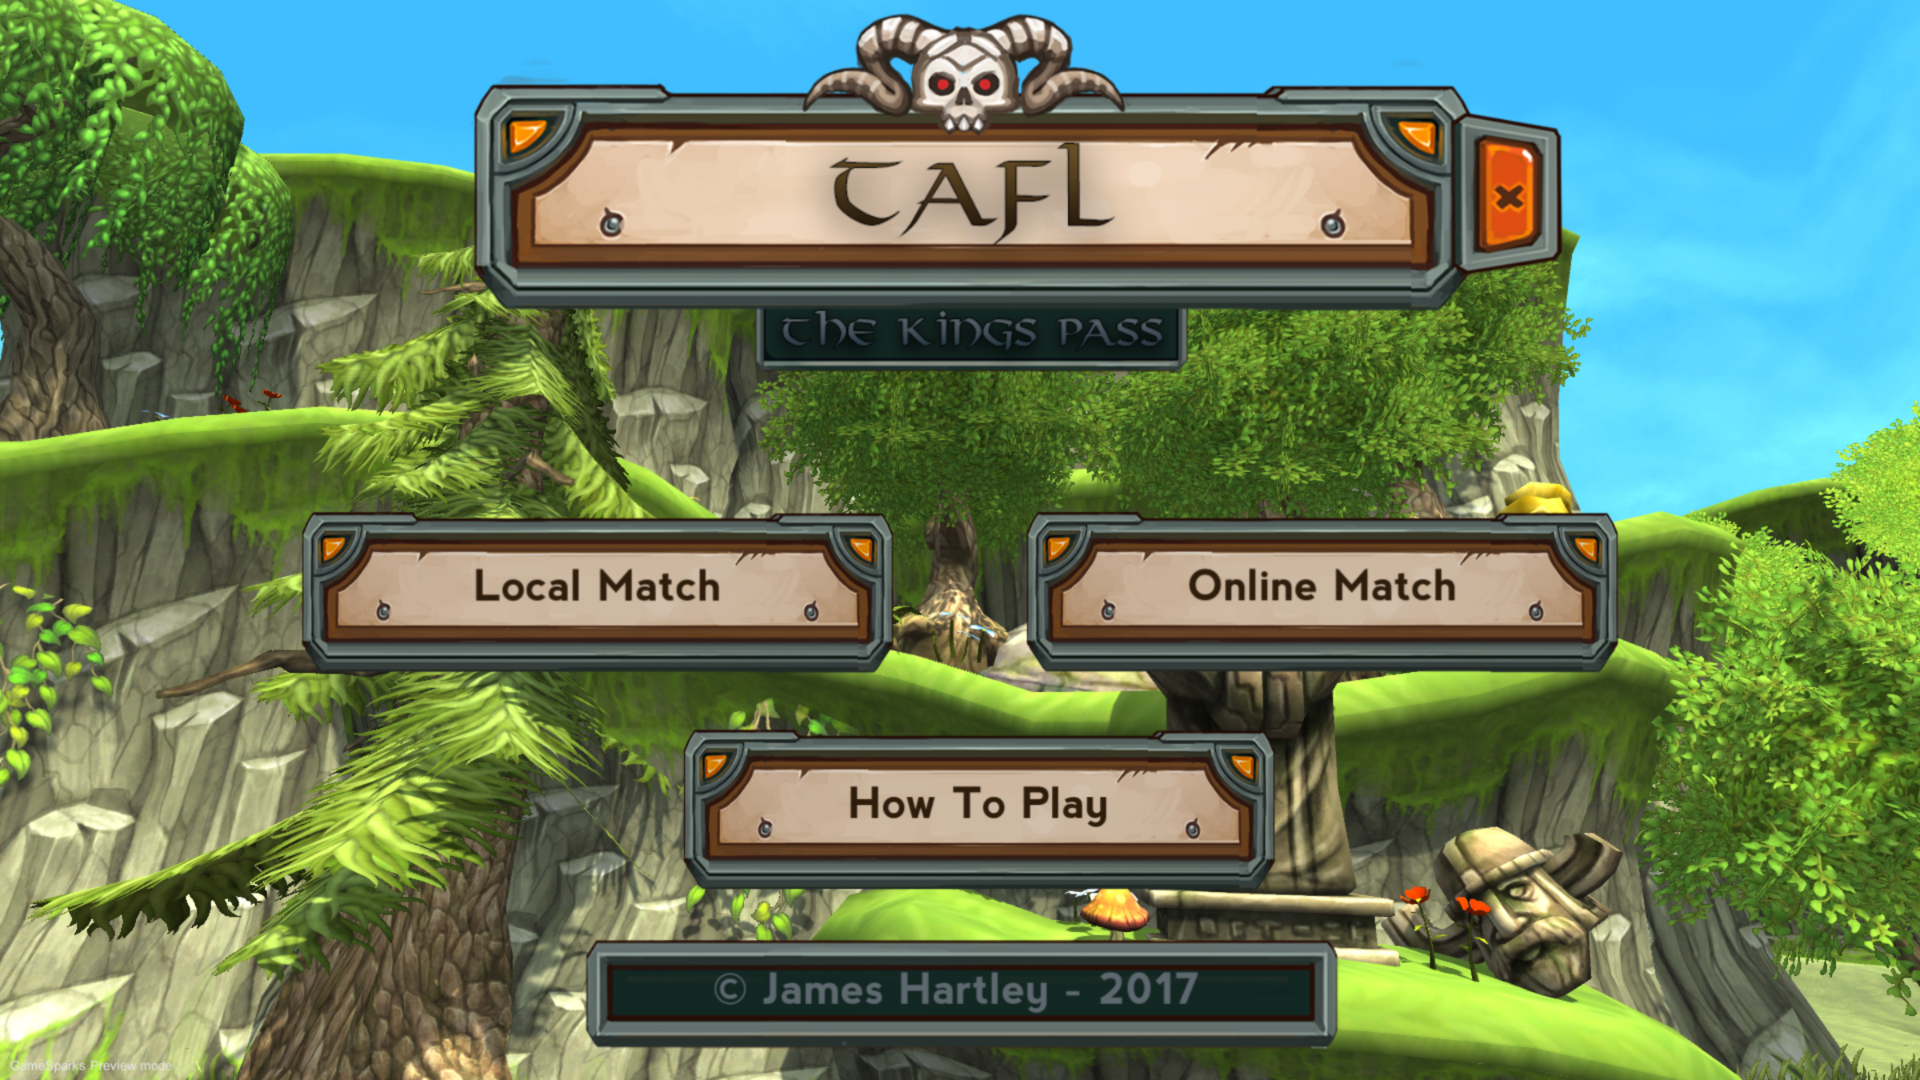 TAFL
The Kings Pass
Local Match
Online Match
How To Play
© James Hartley - 2017
GameSparks Preview mode